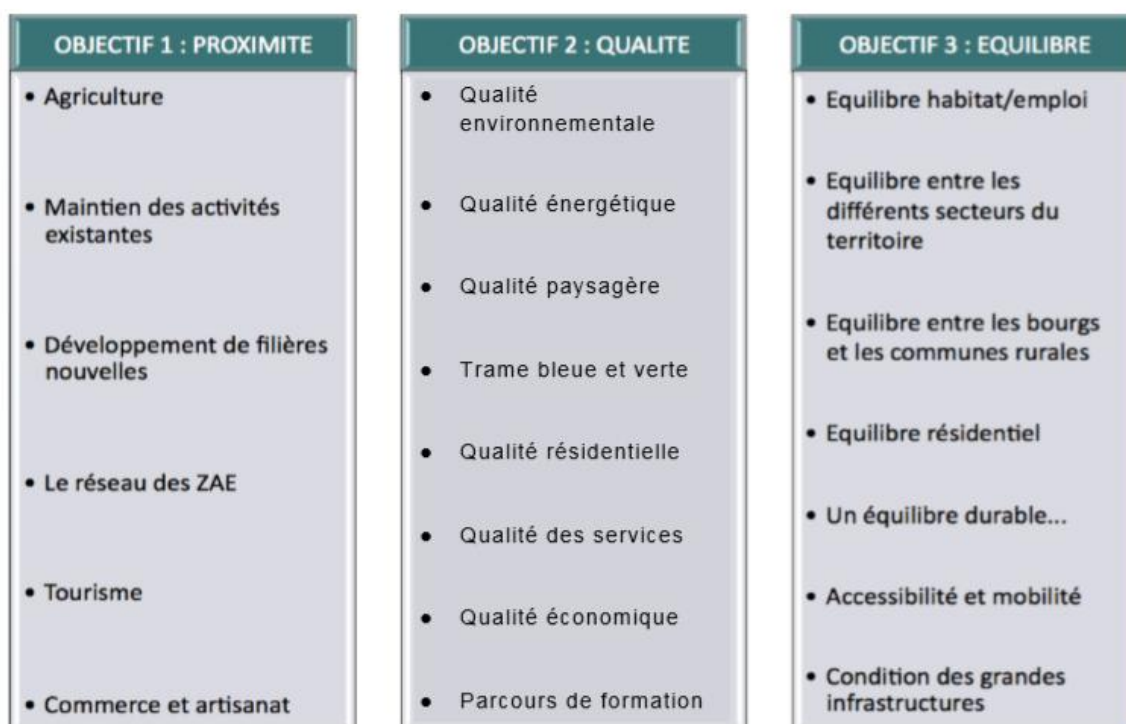 OBJECTIF 1 : PROXIMITE
• Agriculture
• Maintien des activités
existantes
• Développement de filières
nouvelles
• Le réseau des ZAE
• Tourisme
• Commerce et artisanat
OBJECTIF 2 : QUALITE
● Qualité
environnementale
● Qualité énergétique
● Qualité paysagère
● Trame bleue et verte
● Qualité résidentielle
● Qualité des services
● Qualité économique
● Parcours de formation
OBJECTIF 3 : EQUILIBRE
• Equilibre habitat/emploi
• Equilibre entre les
différents secteurs du
territoire
• Equilibre entre les bourgs
et les communes rurales
• Equilibre résidentiel
• Un équilibre durable...
• Accessibilité et mobilité
• Condition des grandes
infrastructures